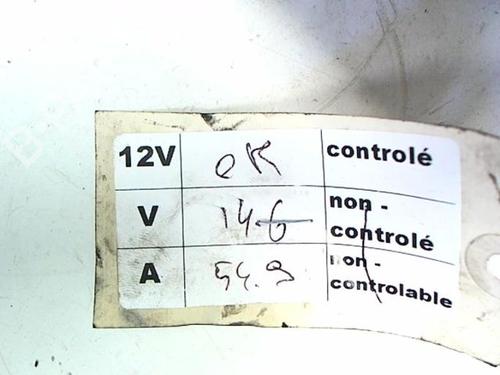 12V OK controlé
V 14.6 non -
controlé
A 54.9 non -
controlable